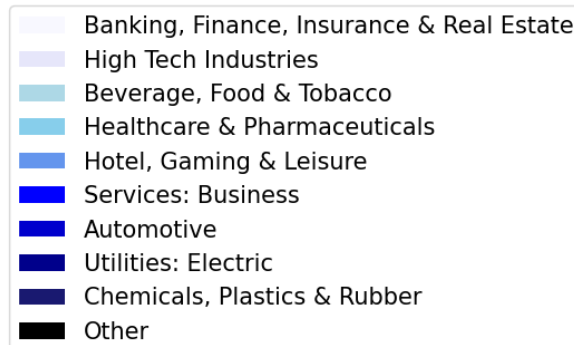 Banking, Finance, Insurance & Real Estate
High Tech Industries
Beverage, Food & Tobacco
Healthcare & Pharmaceuticals
Hotel, Gaming & Leisure
Services: Business
Automotive
Utilities: Electric
Chemicals, Plastics & Rubber
Other